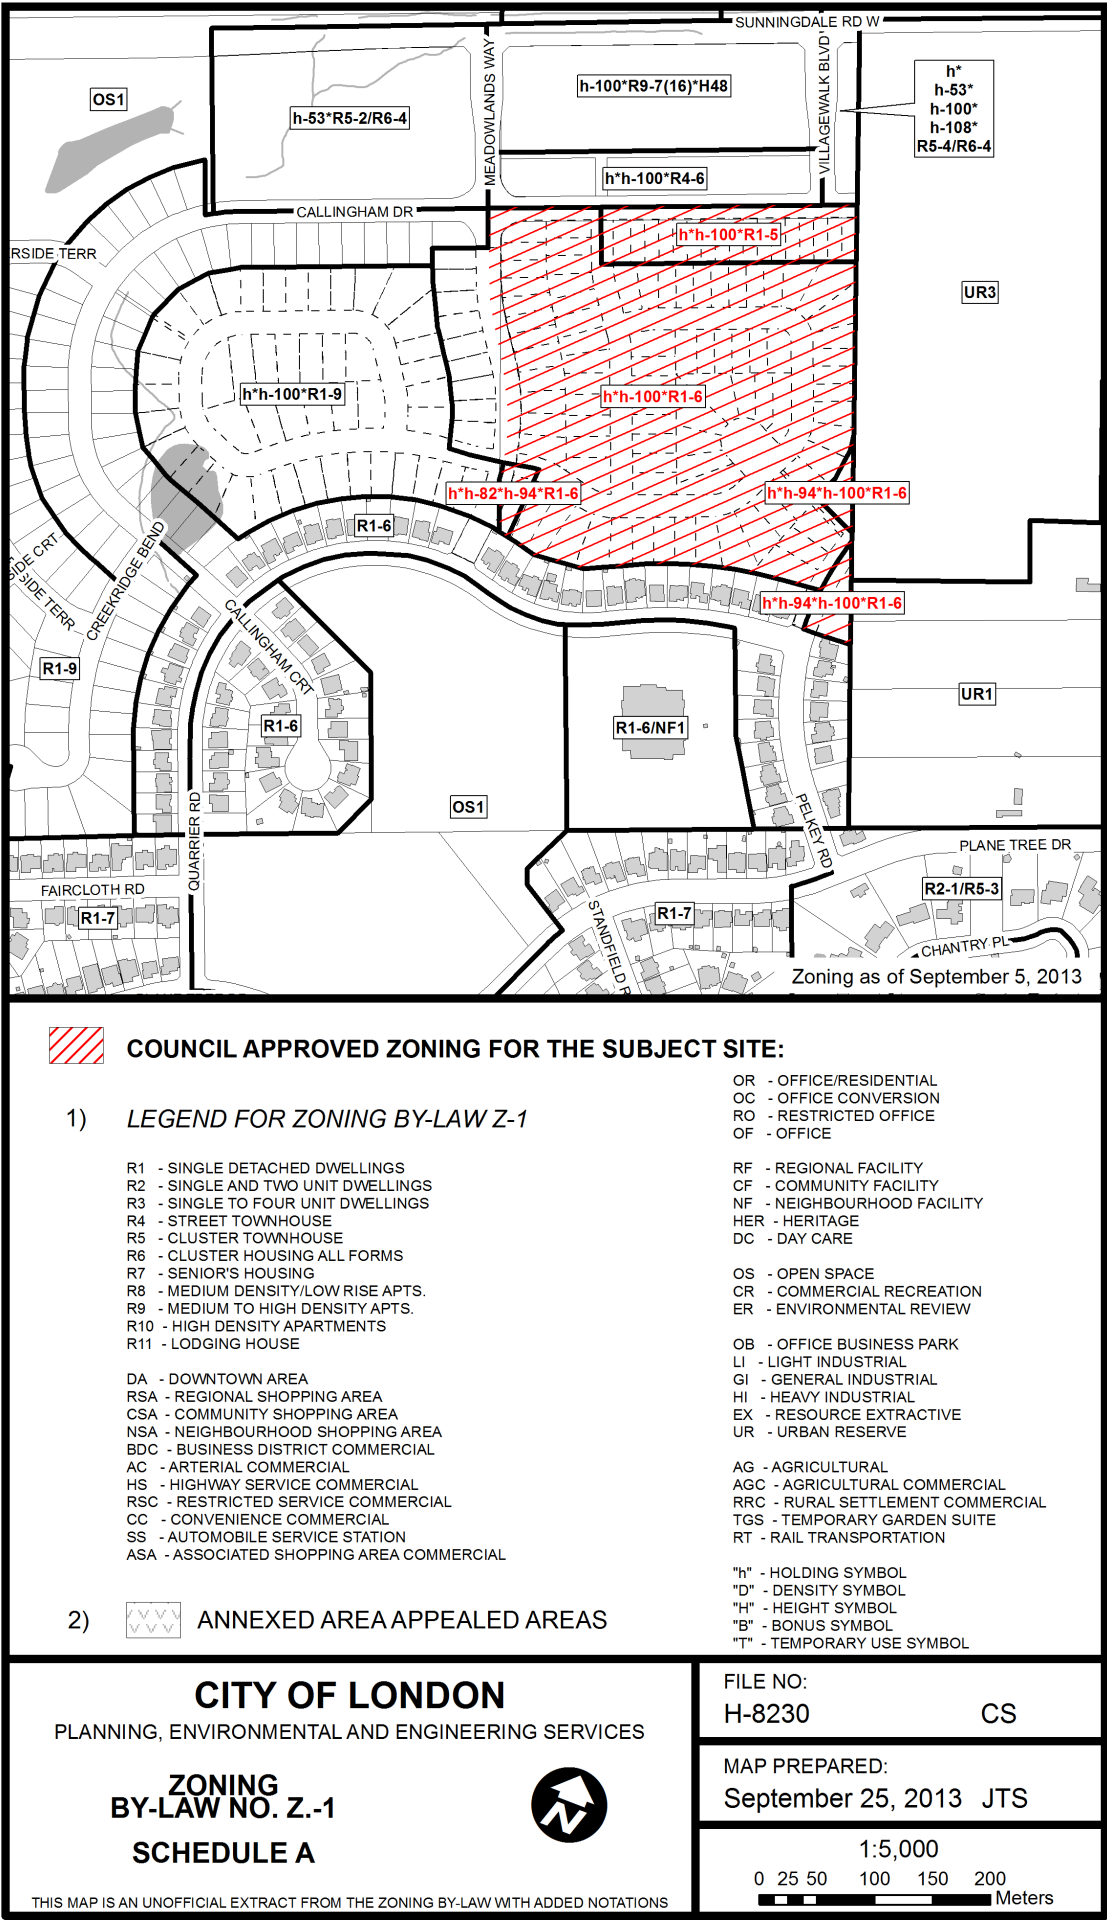 SUNNINGDALE RD W
MEADOWLANDS WAY
VILLAGEWALK BLVD
OS1
h-53*R5-2/R6-4
h-100*R9-7(16)*H48
h*
h-53*
h-100*
h-108*
R5-4/R6-4
h*h-100*R4-6
CALLINGHAM DR
h*h-100*R1-5
RSIDE TERR
UR3
h*h-100*R1-9
h*h-100*R1-6
h*h-82*h-94*R1-6
h*h-94*h-100*R1-6
R1-6
SIDE CRT
SIDE TERR
CREEKRIDGE BEND
CALLINGHAM CRT
h*h-94*h-100*R1-6
R1-9
R1-6
R1-6/NF1
UR1
OS1
QUARRIER RD
PELKEY RD
PLANE TREE DR
FAIRCLOTH RD
R1-7
STANDFIELD R
R1-7
R2-1/R5-3
CHANTRY PL
Zoning as of September 5, 2013
COUNCIL APPROVED ZONING FOR THE SUBJECT SITE:
1) LEGEND FOR ZONING BY-LAW Z-1
R1 - SINGLE DETACHED DWELLINGS
R2 - SINGLE AND TWO UNIT DWELLINGS
R3 - SINGLE TO FOUR UNIT DWELLINGS
R4 - STREET TOWNHOUSE
R5 - CLUSTER TOWNHOUSE
R6 - CLUSTER HOUSING ALL FORMS
R7 - SENIOR'S HOUSING
R8 - MEDIUM DENSITY/LOW RISE APTS.
R9 - MEDIUM TO HIGH DENSITY APTS.
R10 - HIGH DENSITY APARTMENTS
R11 - LODGING HOUSE
DA - DOWNTOWN AREA
RSA - REGIONAL SHOPPING AREA
CSA - COMMUNITY SHOPPING AREA
NSA - NEIGHBOURHOOD SHOPPING AREA
BDC - BUSINESS DISTRICT COMMERCIAL
AC - ARTERIAL COMMERCIAL
HS - HIGHWAY SERVICE COMMERCIAL
RSC - RESTRICTED SERVICE COMMERCIAL
CC - CONVENIENCE COMMERCIAL
SS - AUTOMOBILE SERVICE STATION
ASA - ASSOCIATED SHOPPING AREA COMMERCIAL
OR - OFFICE/RESIDENTIAL
OC - OFFICE CONVERSION
RO - RESTRICTED OFFICE
OF - OFFICE
RF - REGIONAL FACILITY
CF - COMMUNITY FACILITY
NF - NEIGHBOURHOOD FACILITY
HER - HERITAGE
DC - DAY CARE
OS - OPEN SPACE
CR - COMMERCIAL RECREATION
ER - ENVIRONMENTAL REVIEW
OB - OFFICE BUSINESS PARK
LI - LIGHT INDUSTRIAL
GI - GENERAL INDUSTRIAL
HI - HEAVY INDUSTRIAL
EX - RESOURCE EXTRACTIVE
UR - URBAN RESERVE
AG - AGRICULTURAL
AGC - AGRICULTURAL COMMERCIAL
RRC - RURAL SETTLEMENT COMMERCIAL
TGS - TEMPORARY GARDEN SUITE
RT - RAIL TRANSPORTATION
"h" - HOLDING SYMBOL
"D" - DENSITY SYMBOL
"H" - HEIGHT SYMBOL
"B" - BONUS SYMBOL
"T" - TEMPORARY USE SYMBOL
2) ANNEXED AREA APPEALED AREAS
CITY OF LONDON
PLANNING, ENVIRONMENTAL AND ENGINEERING SERVICES
ZONING
BY-LAW NO. Z.-1
SCHEDULE A
N
THIS MAP IS AN UNOFFICIAL EXTRACT FROM THE ZONING BY-LAW WITH ADDED NOTATIONS
FILE NO:
H-8230 CS
MAP PREPARED:
September 25, 2013 JTS
1:5,000
0 25 50 100 150 200
Meters